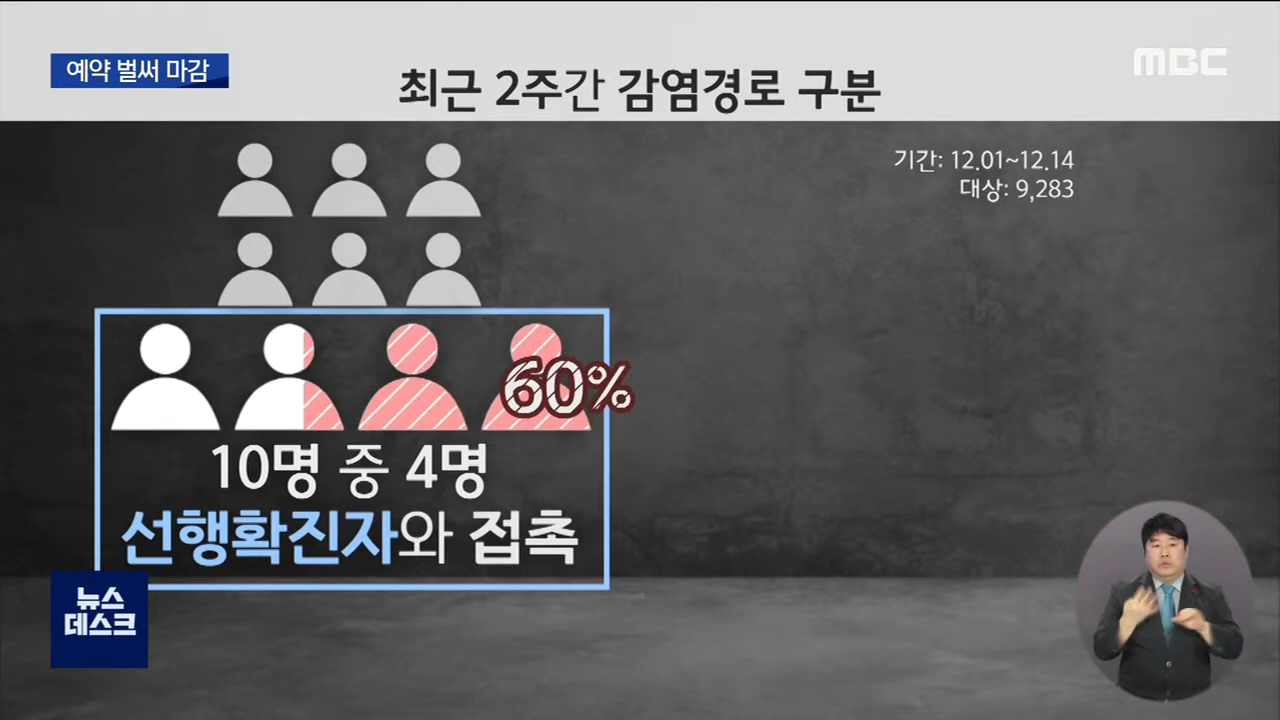 예약 벌써 마감
MBC
최근 2주간 감염경로 구분
기간: 12.01~12.14
대상: 9,283
60%
10명 중 4명
선행확진자와 접촉
뉴스
데스크